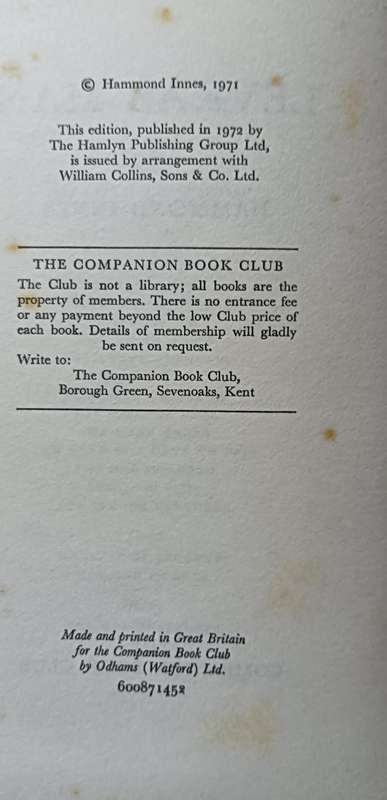 © Hammond Innes, 1971
This edition, published in 1972 by
The Hamlyn Publishing Group Ltd,
is issued by arrangement with
William Collins, Sons & Co. Ltd.
THE COMPANION BOOK CLUB
The Club is not a library; all books are the
property of members. There is no entrance fee
or any payment beyond the low Club price of
each book. Details of membership will gladly
be sent on request.
Write to:
The Companion Book Club,
Borough Green, Sevenoaks, Kent
Made and printed in Great Britain
for the Companion Book Club
by Odhams (Watford) Ltd.
600871452